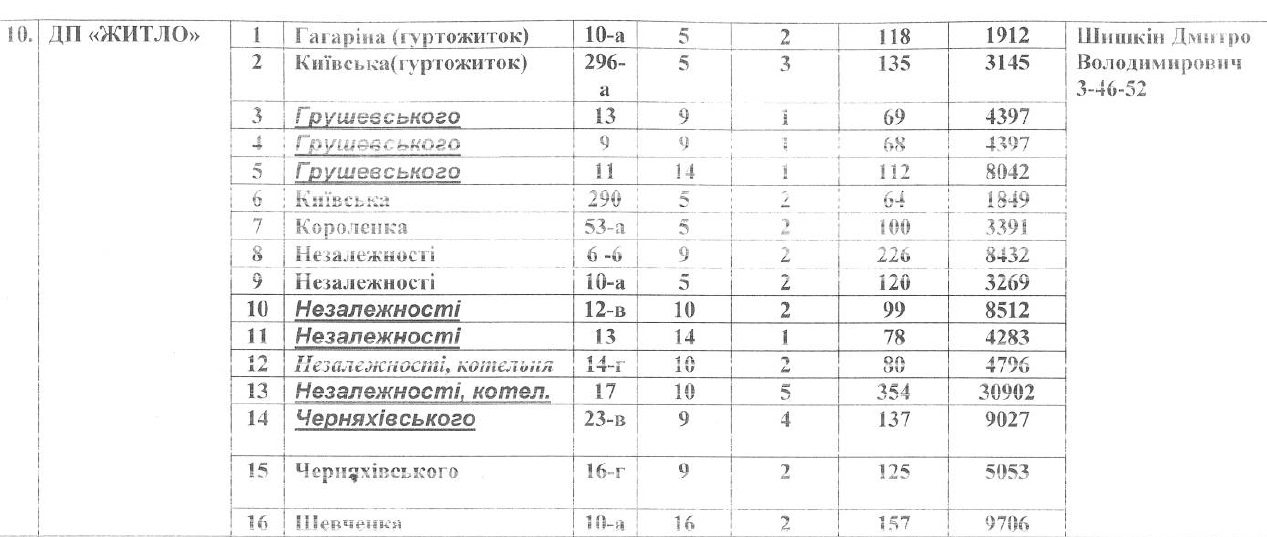 10. ДП «ЖИТЛО» 1 Гагаріна (гуртожиток) 10-а 5 2 118 1912 Шишкін Дмитро
2 Київська(гуртожиток) 296- 5 3 135 3145 Володимирович
а 3-46-52
3 Грушевського 13 9 1 69 4397
4 Грушевського 9 9 1 68 4397
5 Грушевського 11 14 1 112 8042
6 Київська 290 5 2 64 1849
7 Короленка 53-а 5 2 100 3391
8 Незалежності 6 -6 9 2 226 8432
9 Незалежності 10-а 5 2 120 3269
10 Незалежності 12-в 10 2 99 8512
11 Незалежності 13 14 1 78 4283
12 Незалежності, котельня 14-г 10 2 80 4796
13 Незалежності, котел. 17 10 5 354 30902
14 Черняхівського 23-в 9 4 137 9027
15 Черняхівського 16-г 9 2 125 5053
16 Шевченка 10-а 16 2 157 9706